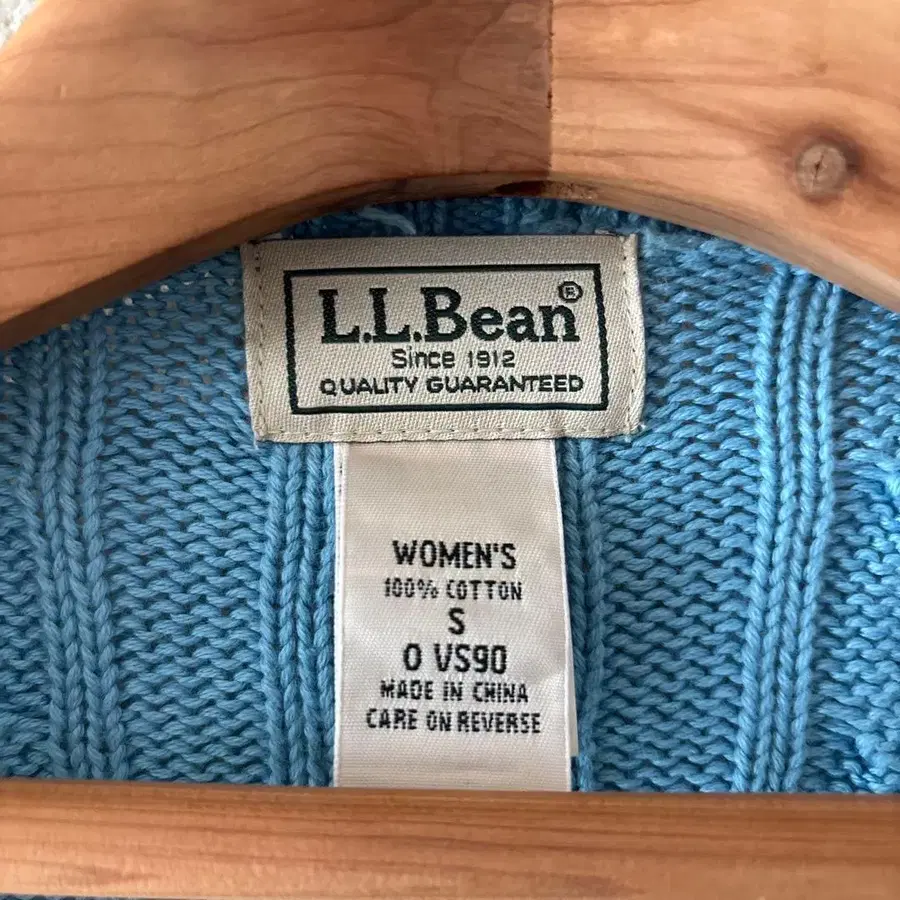 L.L.Bean®
Since 1912
QUALITY GUARANTEED
WOMEN'S
100% COTTON
S
0 VS90
MADE IN CHINA
CARE ON REVERSE